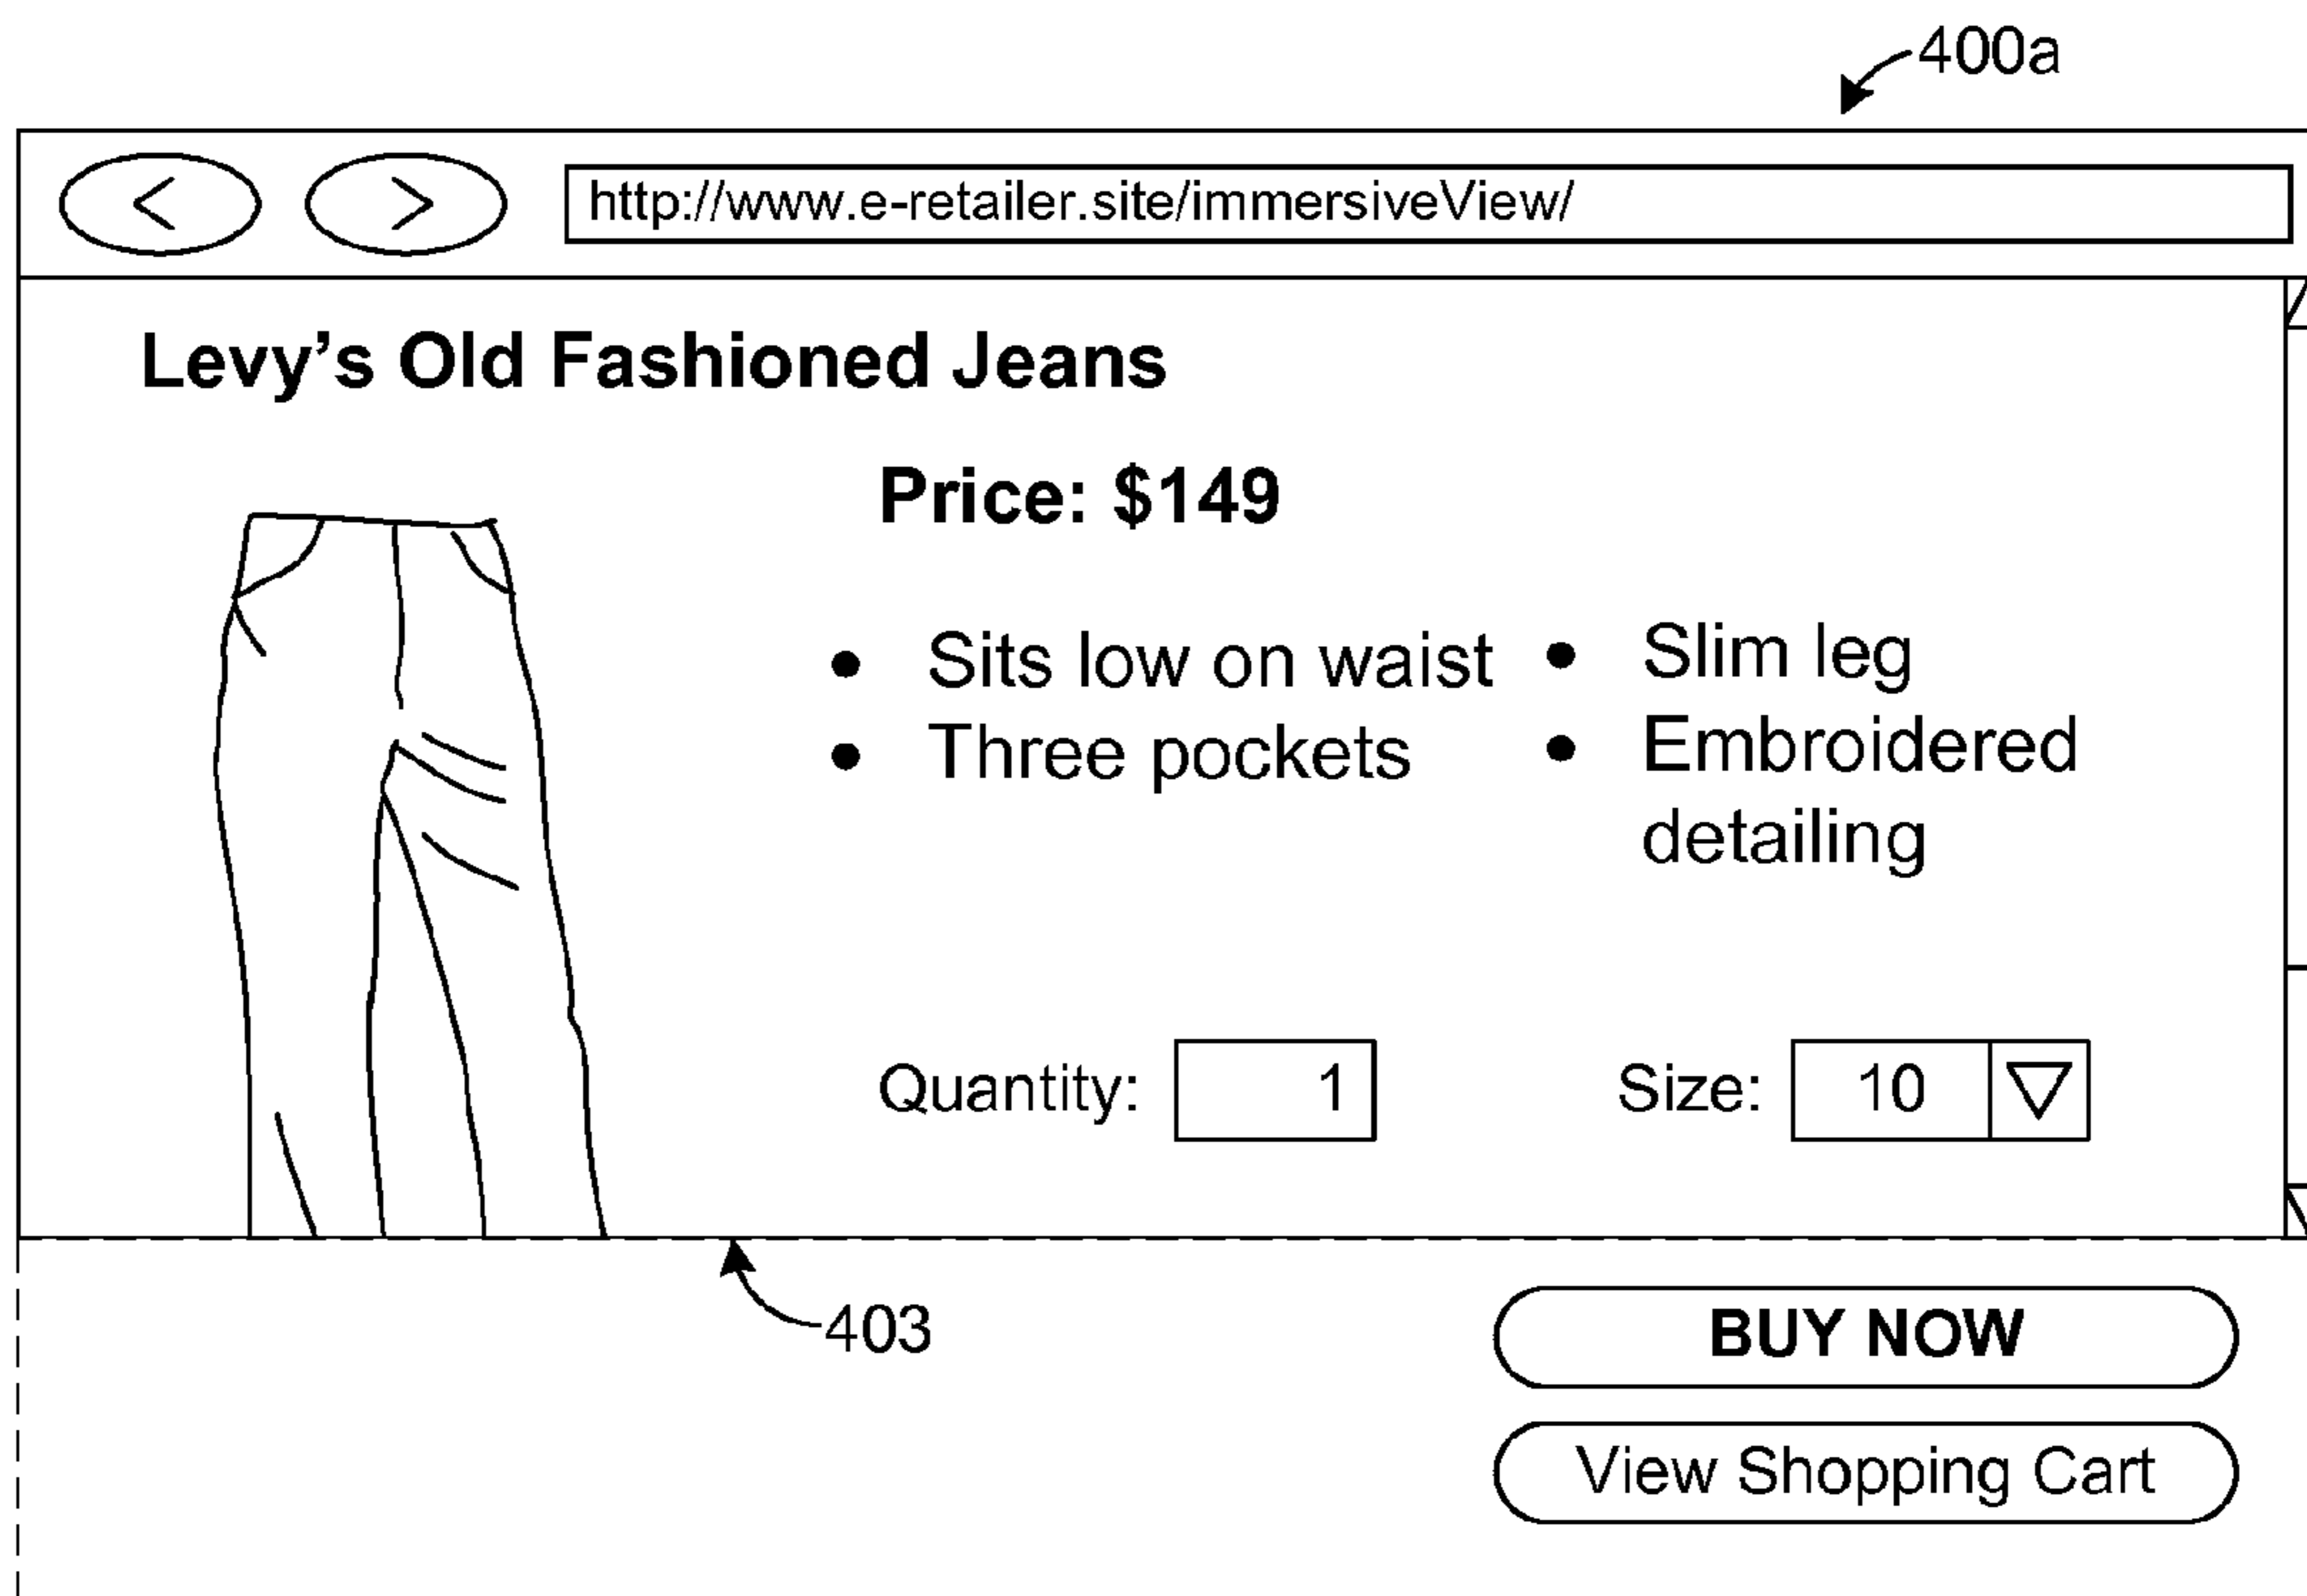 400a
http://www.e-retailer.site/immersiveView/
Levy’s Old Fashioned Jeans
Price: $149
• Sits low on waist
• Three pockets
• Slim leg
• Embroidered
detailing
Quantity: 1
Size: 10
403
BUY NOW
View Shopping Cart